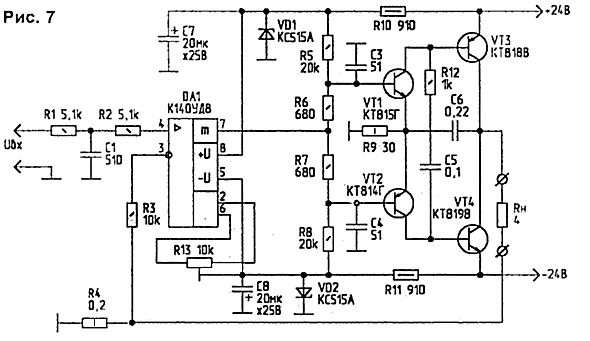 Рис. 7
+24В
R10 910
VD1
КС515А
C7
20мк
х25В
R5
20k
C3
51
VT3
КТ818В
DA1
К140УД8
R6
680
VT1
КТ815Г
R12
1k
C6
0,22
R1 5,1k
R2 5,1k
4
m
7
Uвх
C1
510
3
+U
8
R9 30
-U
5
R7
680
VT2
КТ814Г
C5
0,1
2
6
R3
10k
VT4
КТ819В
Rн
4
R13 10k
R8
20k
C4
51
-24В
C8
20мк
х25В
VD2
КС515А
R11 910
R4
0,2